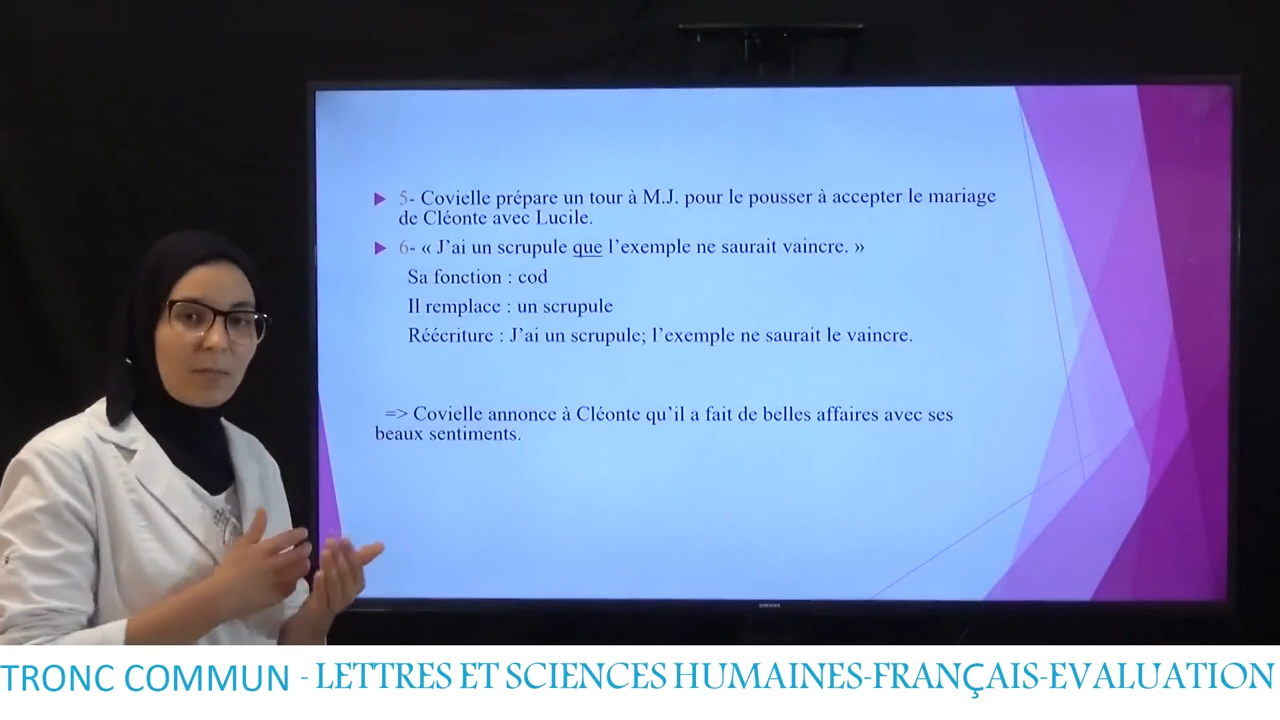 5- Covielle prépare un tour à M.J. pour le pousser à accepter le mariage
de Cléonte avec Lucile.
6- « J'ai un scrupule que l'exemple ne saurait vaincre. »
Sa fonction : cod
Il remplace : un scrupule
Réécriture : J'ai un scrupule; l'exemple ne saurait le vaincre.
=> Covielle annonce à Cléonte qu'il a fait de belles affaires avec ses
beaux sentiments.
SAMSUNG
TRONC COMMUN - LETTRES ET SCIENCES HUMAINES-FRANÇAIS-EVALUATION